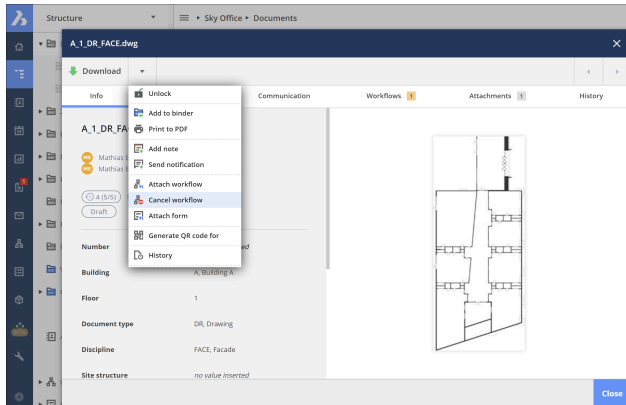 Structure
Sky Office ▸ Documents
A_1_DR_FACE.dwg
Download
Info
Communication
Workflows 1
Attachments 1
History
Unlock
Add to binder
Print to PDF
Add note
Send notification
Attach workflow
Cancel workflow
Attach form
Generate QR code for
History
A_1_DR_FA
MB Mathias B
MB Mathias B
4 (5/5)
Draft
Number
Building A, Building A
Floor 1
Document type DR, Drawing
Discipline FACE, Facade
Site structure no value inserted
1
Close